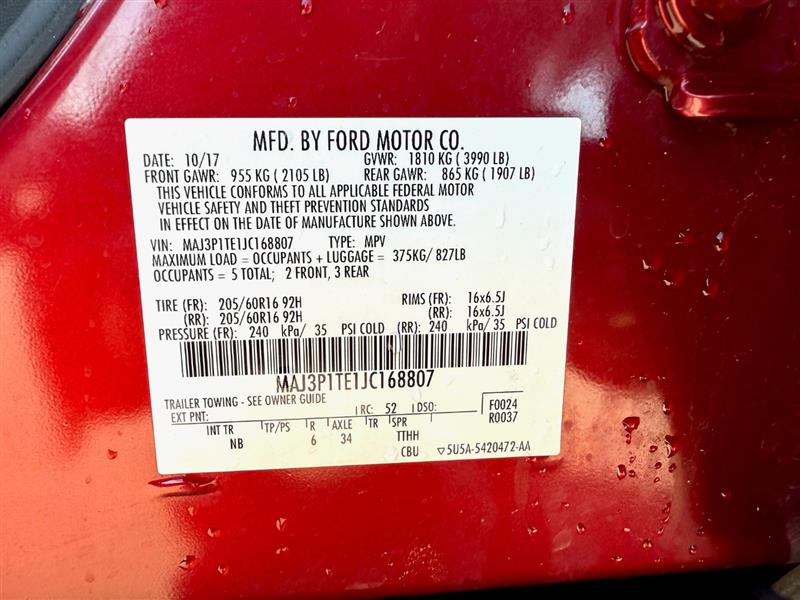 MFD. BY FORD MOTOR CO.
DATE: 10/17 GVWR: 1810 KG ( 3990 LB)
FRONT GAWR: 955 KG ( 2105 LB) REAR GAWR: 865 KG ( 1907 LB)
THIS VEHICLE CONFORMS TO ALL APPLICABLE FEDERAL MOTOR
VEHICLE SAFETY AND THEFT PREVENTION STANDARDS
IN EFFECT ON THE DATE OF MANUFACTURE SHOWN ABOVE.
VIN: MAJ3P1TE1JC168807 TYPE: MPV
MAXIMUM LOAD = OCCUPANTS + LUGGAGE = 375KG/ 827LB
OCCUPANTS = 5 TOTAL; 2 FRONT, 3 REAR
TIRE (FR): 205/60R16 92H RIMS (FR): 16x6.5J
(RR): 205/60R16 92H (RR): 16x6.5J
PRESSURE (FR): 240 kPa/ 35 PSI COLD (RR): 240 kPa/ 35 PSI COLD
MAJ3P1TE1JC168807
TRAILER TOWING - SEE OWNER GUIDE
EXT PNT: RC: 52 DSO: F0024
R0037
INT TR TP/PS R AXLE TR SPR
NB 6 34 TTHH
CBU 5U5A-5420472-AA